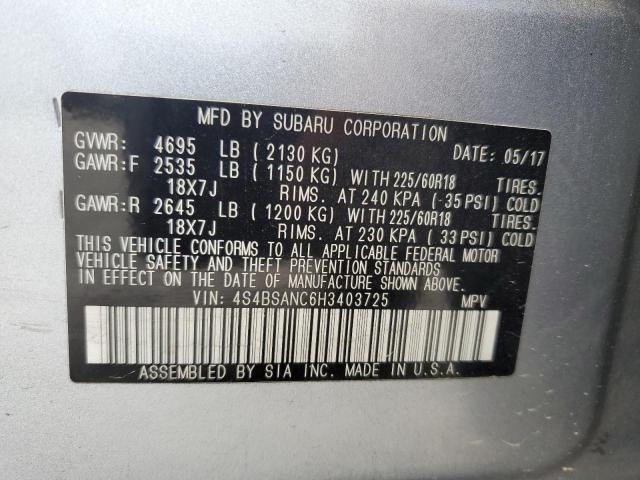 MFD BY SUBARU CORPORATION
GVWR: 4695 LB ( 2130 KG) DATE: 05/17
GAWR:F 2535 LB ( 1150 KG) WITH 225/60R18 TIRES.
18X7J RIMS. AT 240 KPA (-35 PSI) COLD
GAWR:R 2645 LB ( 1200 KG) WITH 225/60R18 TIRES.
18X7J RIMS. AT 230 KPA ( 33 PSI) COLD
THIS VEHICLE CONFORMS TO ALL APPLICABLE FEDERAL MOTOR
VEHICLE SAFETY AND THEFT PREVENTION STANDARDS
IN EFFECT ON THE DATE OF MANUFACTURE SHOWN ABOVE.
VIN: 4S4BSANC6H3403725 MPV
ASSEMBLED BY SIA INC. MADE IN U.S.A.